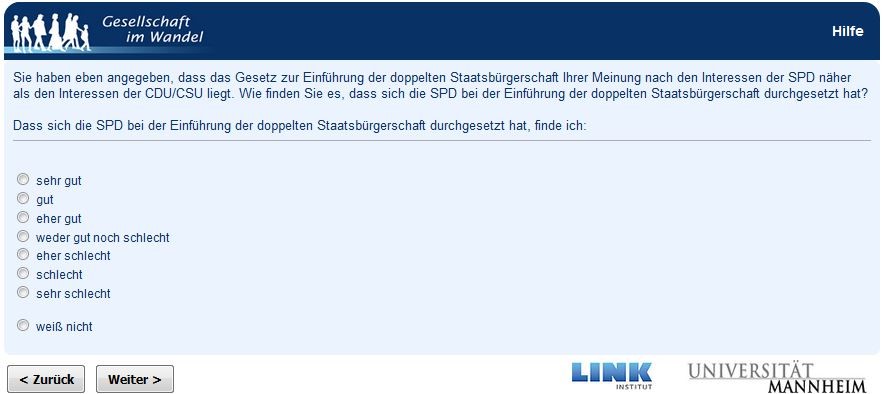 Gesellschaft
im Wandel
Hilfe
Sie haben eben angegeben, dass das Gesetz zur Einführung der doppelten Staatsbürgerschaft Ihrer Meinung nach den Interessen der SPD näher
als den Interessen der CDU/CSU liegt. Wie finden Sie es, dass sich die SPD bei der Einführung der doppelten Staatsbürgerschaft durchgesetzt hat?
Dass sich die SPD bei der Einführung der doppelten Staatsbürgerschaft durchgesetzt hat, finde ich:
sehr gut
gut
eher gut
weder gut noch schlecht
eher schlecht
schlecht
sehr schlecht
weiß nicht
< Zurück
Weiter >
LINK
INSTITUT
UNIVERSITÄT
MANNHEIM